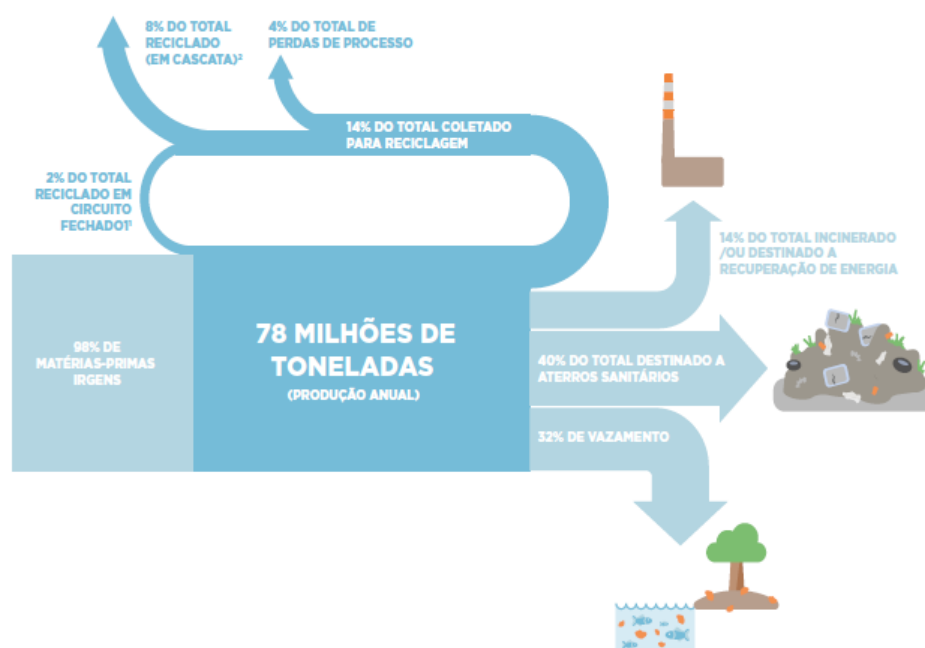 8% DO TOTAL
RECICLADO
(EM CASCATA)²
4% DO TOTAL DE
PERDAS DE PROCESSO
14% DO TOTAL COLETADO
PARA RECICLAGEM
2% DO TOTAL
RECICLADO EM
CIRCUITO
FECHADO1¹
14% DO TOTAL INCINERADO
/OU DESTINADO A
RECUPERAÇÃO DE ENERGIA
98% DE
MATÉRIAS-PRIMAS
IRGENS
78 MILHÕES DE
TONELADAS
(PRODUÇÃO ANUAL)
40% DO TOTAL DESTINADO A
ATERROS SANITÁRIOS
32% DE VAZAMENTO